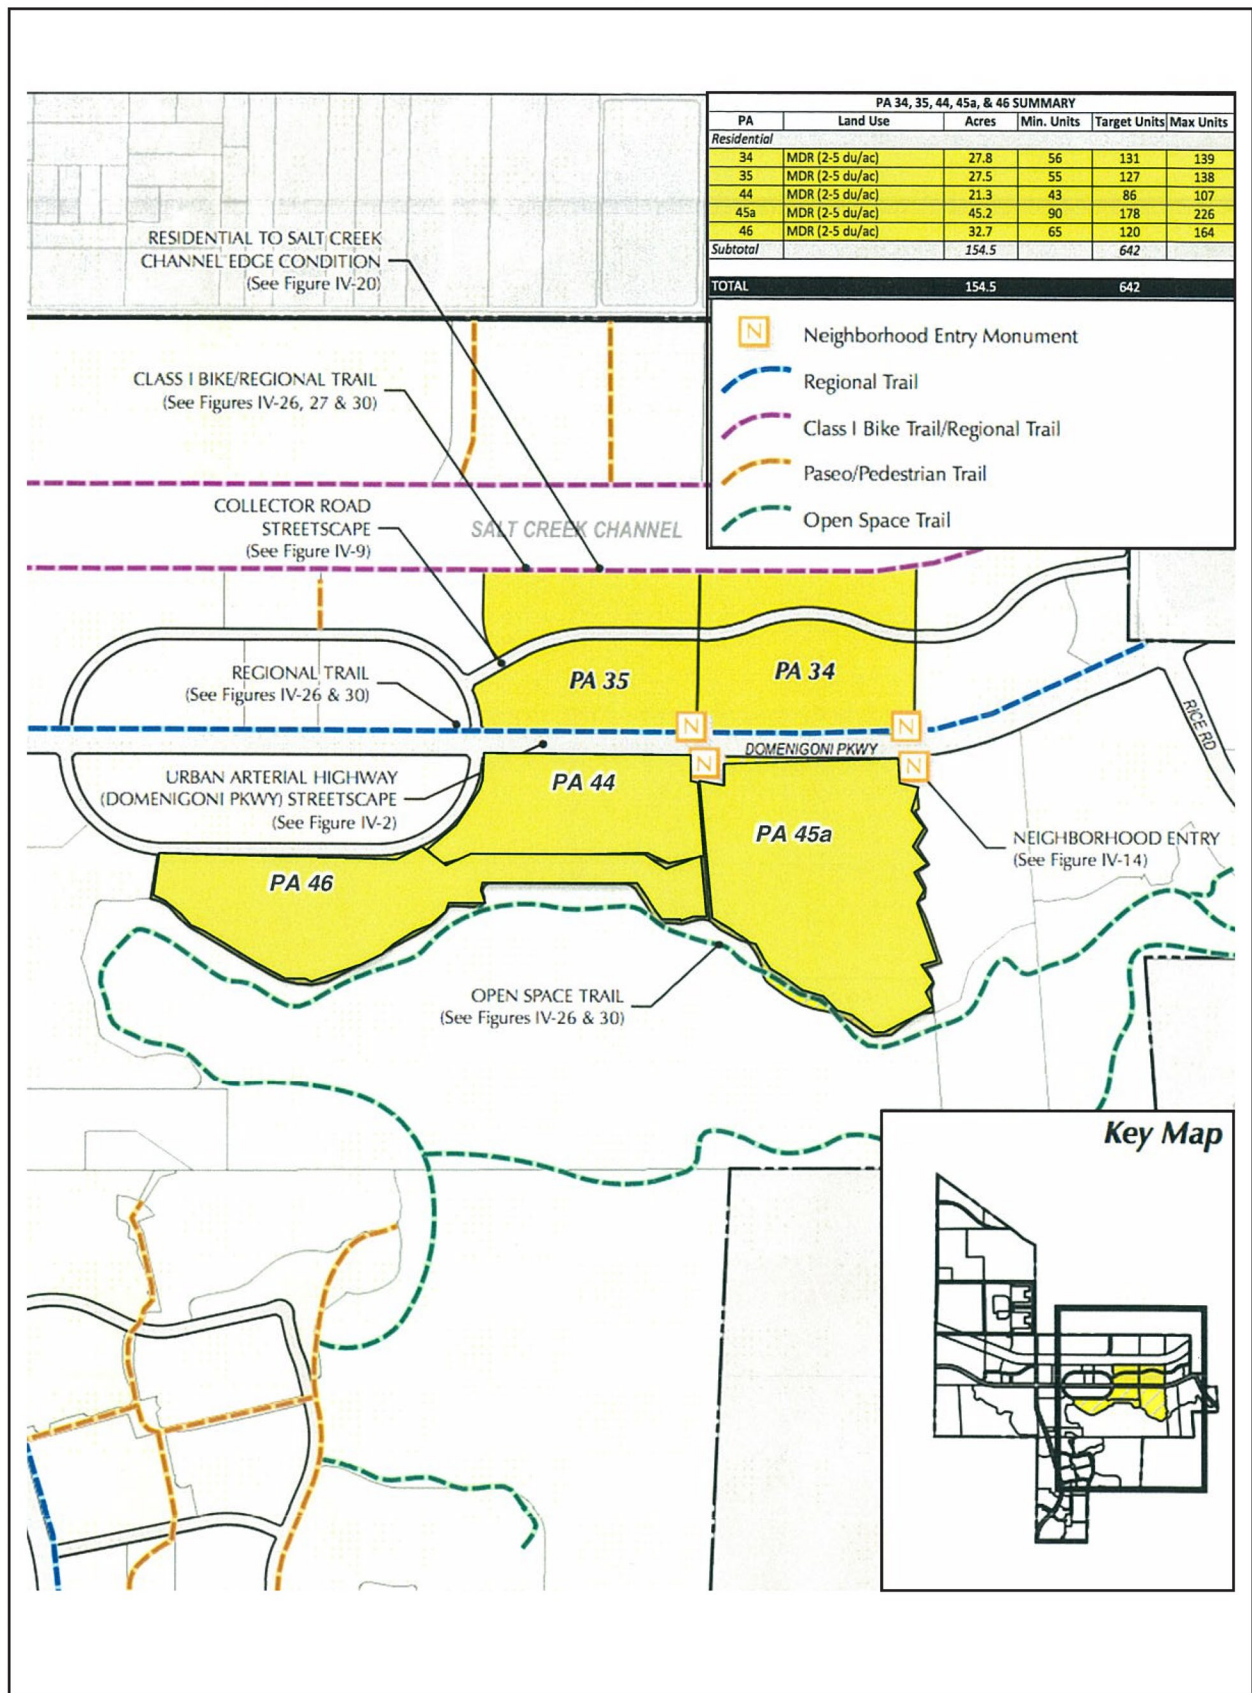 PA 34, 35, 44, 45a, & 46 SUMMARY
PA Land Use Acres Min. Units Target Units Max Units
Residential
34 MDR (2-5 du/ac) 27.8 56 131 139
35 MDR (2-5 du/ac) 27.5 55 127 138
44 MDR (2-5 du/ac) 21.3 43 86 107
45a MDR (2-5 du/ac) 45.2 90 178 226
46 MDR (2-5 du/ac) 32.7 65 120 164
Subtotal 154.5 642
TOTAL 154.5 642
N Neighborhood Entry Monument
Regional Trail
Class I Bike Trail/Regional Trail
Paseo/Pedestrian Trail
Open Space Trail
RESIDENTIAL TO SALT CREEK
CHANNEL EDGE CONDITION
(See Figure IV-20)
CLASS I BIKE/REGIONAL TRAIL
(See Figures IV-26, 27 & 30)
COLLECTOR ROAD
STREETSCAPE
(See Figure IV-9)
SALT CREEK CHANNEL
REGIONAL TRAIL
(See Figures IV-26 & 30)
PA 35
PA 34
N
N
RICE RD
DOMENIGONI PKWY
N
N
URBAN ARTERIAL HIGHWAY
(DOMENIGONI PKWY) STREETSCAPE
(See Figure IV-2)
PA 44
PA 45a
NEIGHBORHOOD ENTRY
(See Figure IV-14)
PA 46
OPEN SPACE TRAIL
(See Figures IV-26 & 30)
Key Map